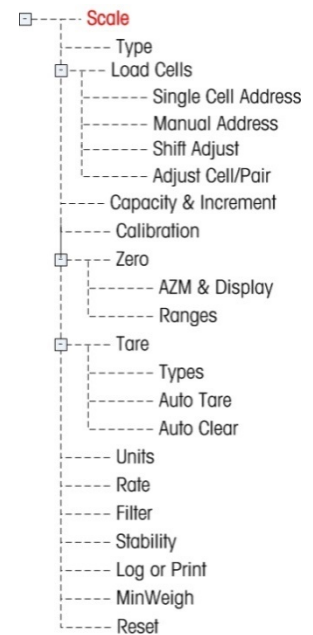 Scale
Type
Load Cells
Single Cell Address
Manual Address
Shift Adjust
Adjust Cell/Pair
Capacity & Increment
Calibration
Zero
AZM & Display
Ranges
Tare
Types
Auto Tare
Auto Clear
Units
Rate
Filter
Stability
Log or Print
MinWeigh
Reset